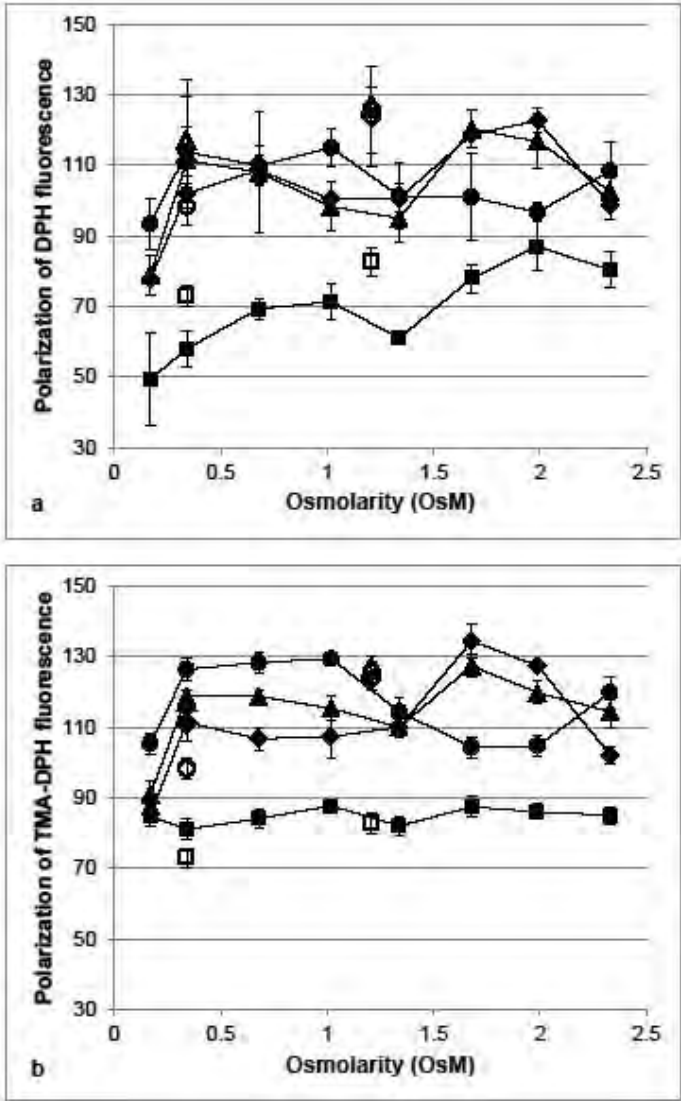 150
130
110
90
70
50
30
Polarization of DPH fluorescence
0 0.5 1 1.5 2 2.5
Osmolarity (OsM)
a
150
130
110
90
70
50
30
Polarization of TMA-DPH fluorescence
0 0.5 1 1.5 2 2.5
Osmolarity (OsM)
b